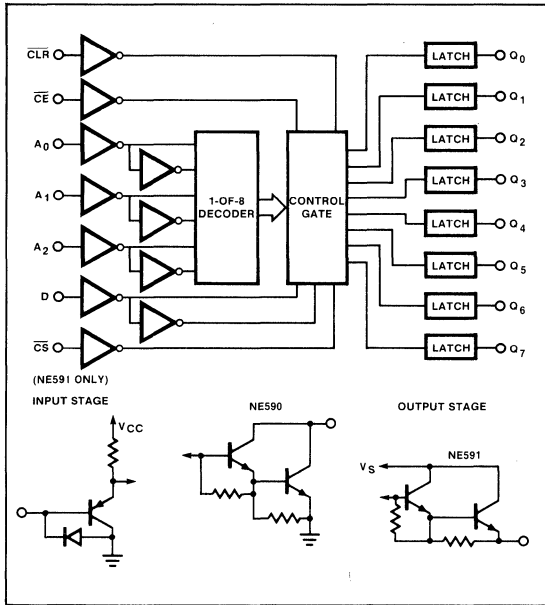 CLR
CE
A0
A1
A2
D
CS
(NE591 ONLY)
1-OF-8
DECODER
CONTROL
GATE
LATCH Q0
LATCH Q1
LATCH Q2
LATCH Q3
LATCH Q4
LATCH Q5
LATCH Q6
LATCH Q7
INPUT STAGE
VCC
NE590
OUTPUT STAGE
NE591
VS